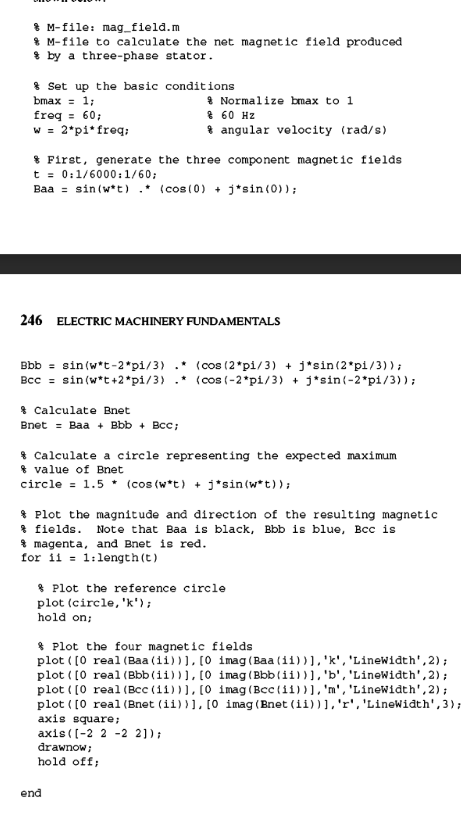 shown below:
% M-file: mag_field.m
% M-file to calculate the net magnetic field produced
% by a three-phase stator.
% Set up the basic conditions
bmax = 1; % Normalize bmax to 1
freq = 60; % 60 Hz
w = 2*pi*freq; % angular velocity (rad/s)
% First, generate the three component magnetic fields
t = 0:1/6000:1/60;
Baa = sin(w*t) .* (cos(0) + j*sin(0));
246 ELECTRIC MACHINERY FUNDAMENTALS
Bbb = sin(w*t-2*pi/3) .* (cos(2*pi/3) + j*sin(2*pi/3));
Bcc = sin(w*t+2*pi/3) .* (cos(-2*pi/3) + j*sin(-2*pi/3));
% Calculate Bnet
Bnet = Baa + Bbb + Bcc;
% Calculate a circle representing the expected maximum
% value of Bnet
circle = 1.5 * (cos(w*t) + j*sin(w*t));
% Plot the magnitude and direction of the resulting magnetic
% fields. Note that Baa is black, Bbb is blue, Bcc is
% magenta, and Bnet is red.
for ii = 1:length(t)
% Plot the reference circle
plot(circle,'k');
hold on;
% Plot the four magnetic fields
plot([0 real(Baa(ii))],[0 imag(Baa(ii))],'k','LineWidth',2);
plot([0 real(Bbb(ii))],[0 imag(Bbb(ii))],'b','LineWidth',2);
plot([0 real(Bcc(ii))],[0 imag(Bcc(ii))],'m','LineWidth',2);
plot([0 real(Bnet(ii))],[0 imag(Bnet(ii))],'r','LineWidth',3);
axis square;
axis([-2 2 -2 2]);
drawnow;
hold off;
end